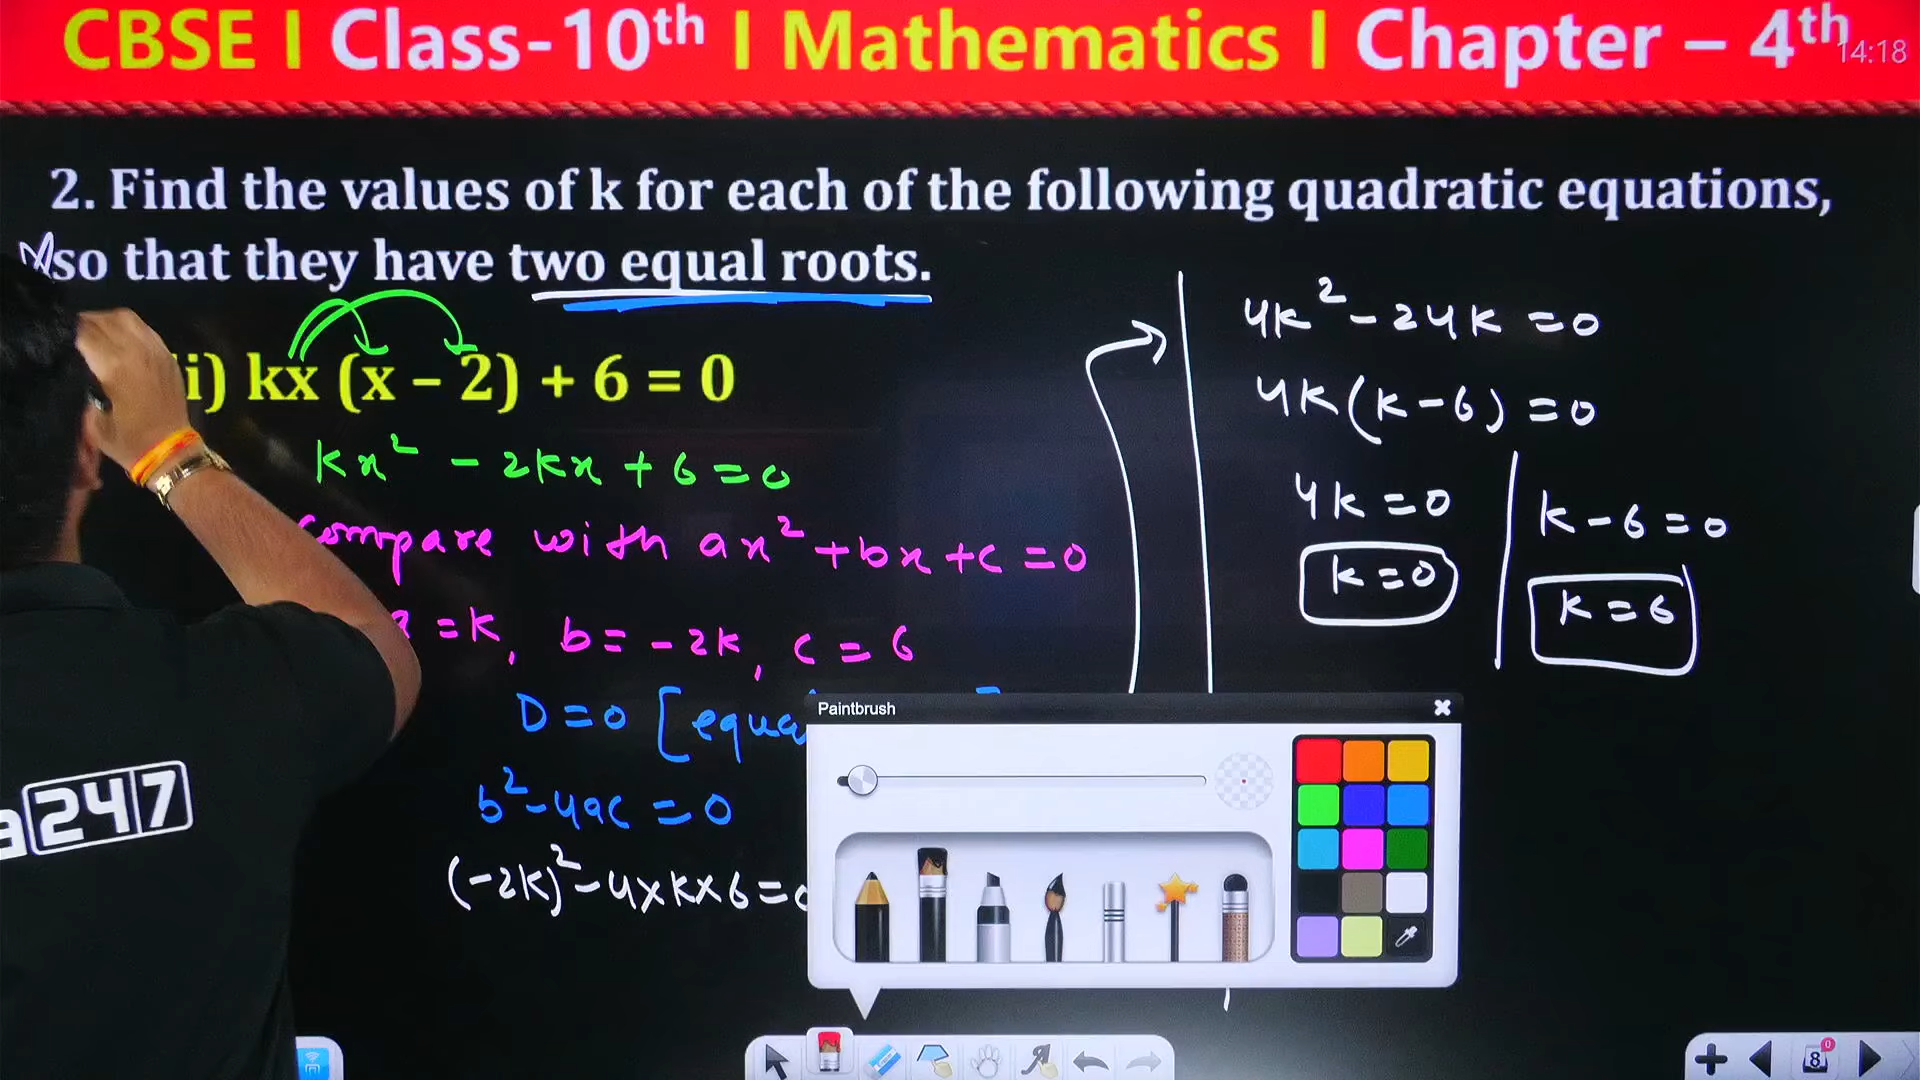 CBSE I Class-10th I Mathematics I Chapter – 4th
14:18
2. Find the values of k for each of the following quadratic equations,
so that they have two equal roots.
i) kx (x – 2) + 6 = 0
kx² - 2kx + 6 = 0
compare with ax² + bx + c = 0
a = k, b = -2k, c = 6
D = 0 [equa
b² - 4ac = 0
(-2k)² - 4×k×6 = 0
4k² - 24k = 0
4k(k-6) = 0
4k = 0
k = 0
k - 6 = 0
k = 6
Paintbrush
247
8
0